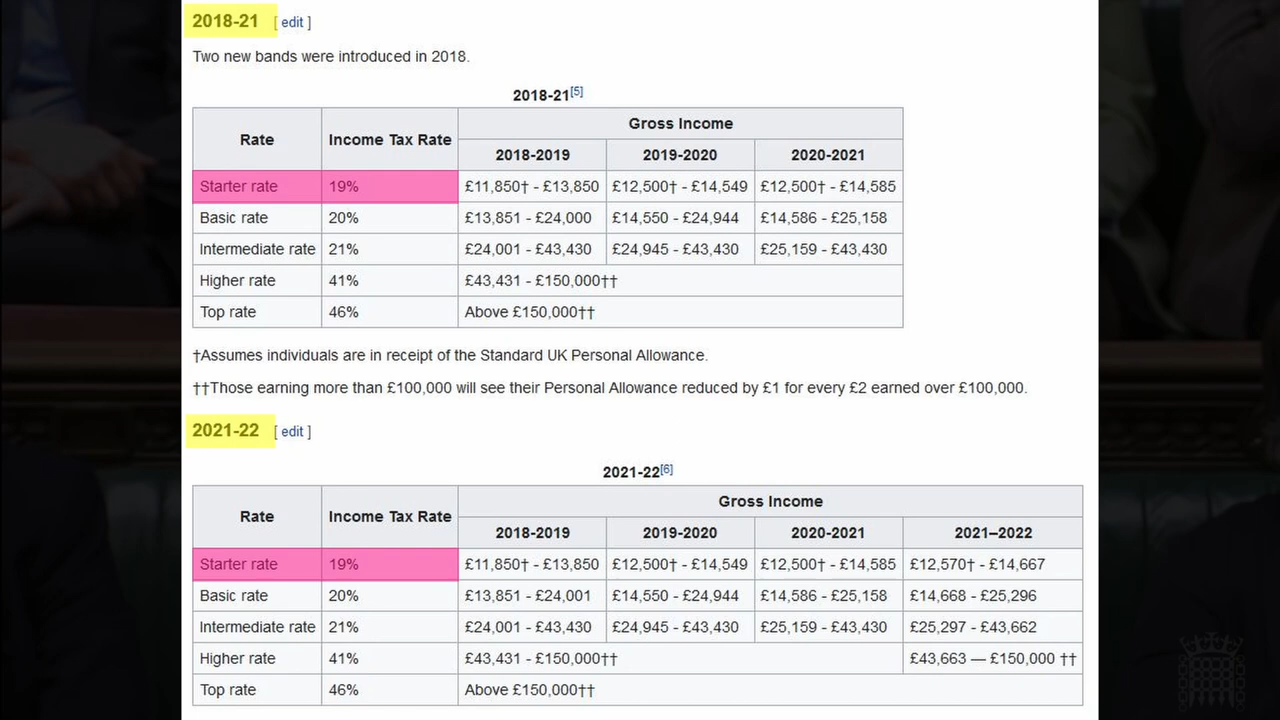 2018-21 [ edit ]
Two new bands were introduced in 2018.
2018-21[5]
Rate Income Tax Rate Gross Income
2018-2019 2019-2020 2020-2021
Starter rate 19% £11,850† - £13,850 £12,500† - £14,549 £12,500† - £14,585
Basic rate 20% £13,851 - £24,000 £14,550 - £24,944 £14,586 - £25,158
Intermediate rate 21% £24,001 - £43,430 £24,945 - £43,430 £25,159 - £43,430
Higher rate 41% £43,431 - £150,000††
Top rate 46% Above £150,000††
†Assumes individuals are in receipt of the Standard UK Personal Allowance.
††Those earning more than £100,000 will see their Personal Allowance reduced by £1 for every £2 earned over £100,000.
2021-22 [ edit ]
2021-22[6]
Rate Income Tax Rate Gross Income
2018-2019 2019-2020 2020-2021 2021–2022
Starter rate 19% £11,850† - £13,850 £12,500† - £14,549 £12,500† - £14,585 £12,570† - £14,667
Basic rate 20% £13,851 - £24,001 £14,550 - £24,944 £14,586 - £25,158 £14,668 - £25,296
Intermediate rate 21% £24,001 - £43,430 £24,945 - £43,430 £25,159 - £43,430 £25,297 - £43,662
Higher rate 41% £43,431 - £150,000†† £43,663 — £150,000 ††
Top rate 46% Above £150,000††